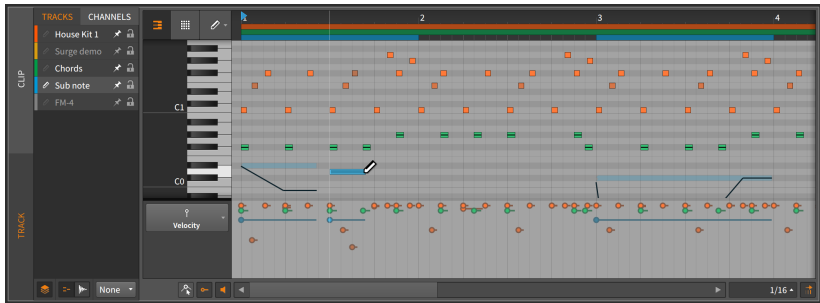 TRACKS CHANNELS
1 2 3 4
House Kit 1
Surge demo
Chords
Sub note
FM-4
CLIP
TRACK
C1
C0
Velocity
None
1/16